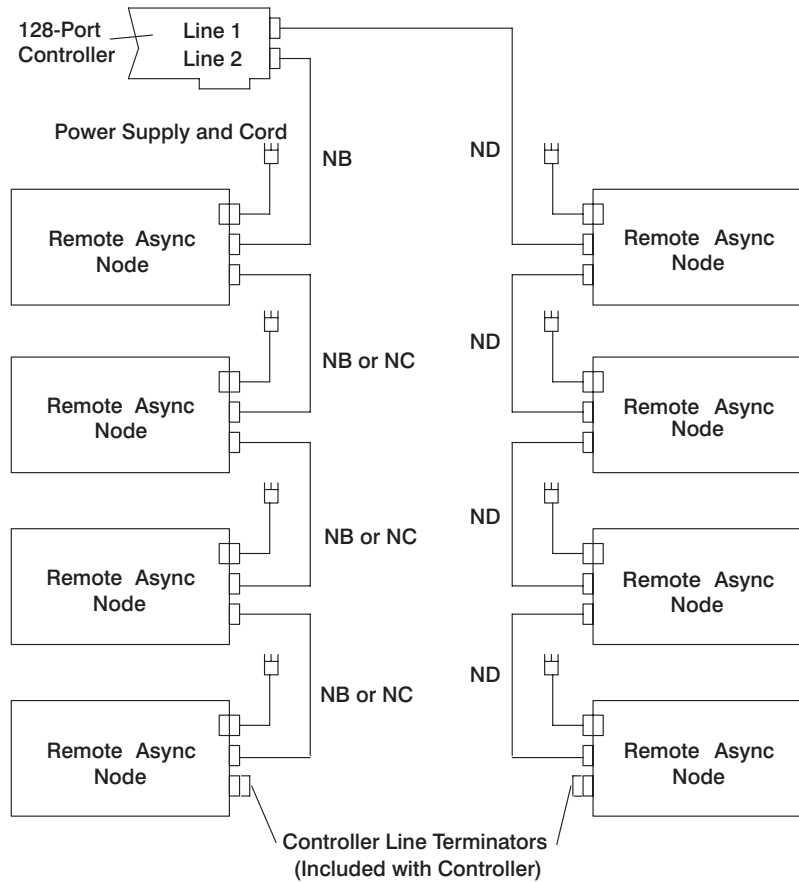 128-Port
Controller
Line 1
Line 2
Power Supply and Cord
NB
ND
Remote Async
Node
Remote Async
Node
NB or NC
ND
Remote Async
Node
Remote Async
Node
NB or NC
ND
Remote Async
Node
Remote Async
Node
NB or NC
ND
Remote Async
Node
Remote Async
Node
Controller Line Terminators
(Included with Controller)